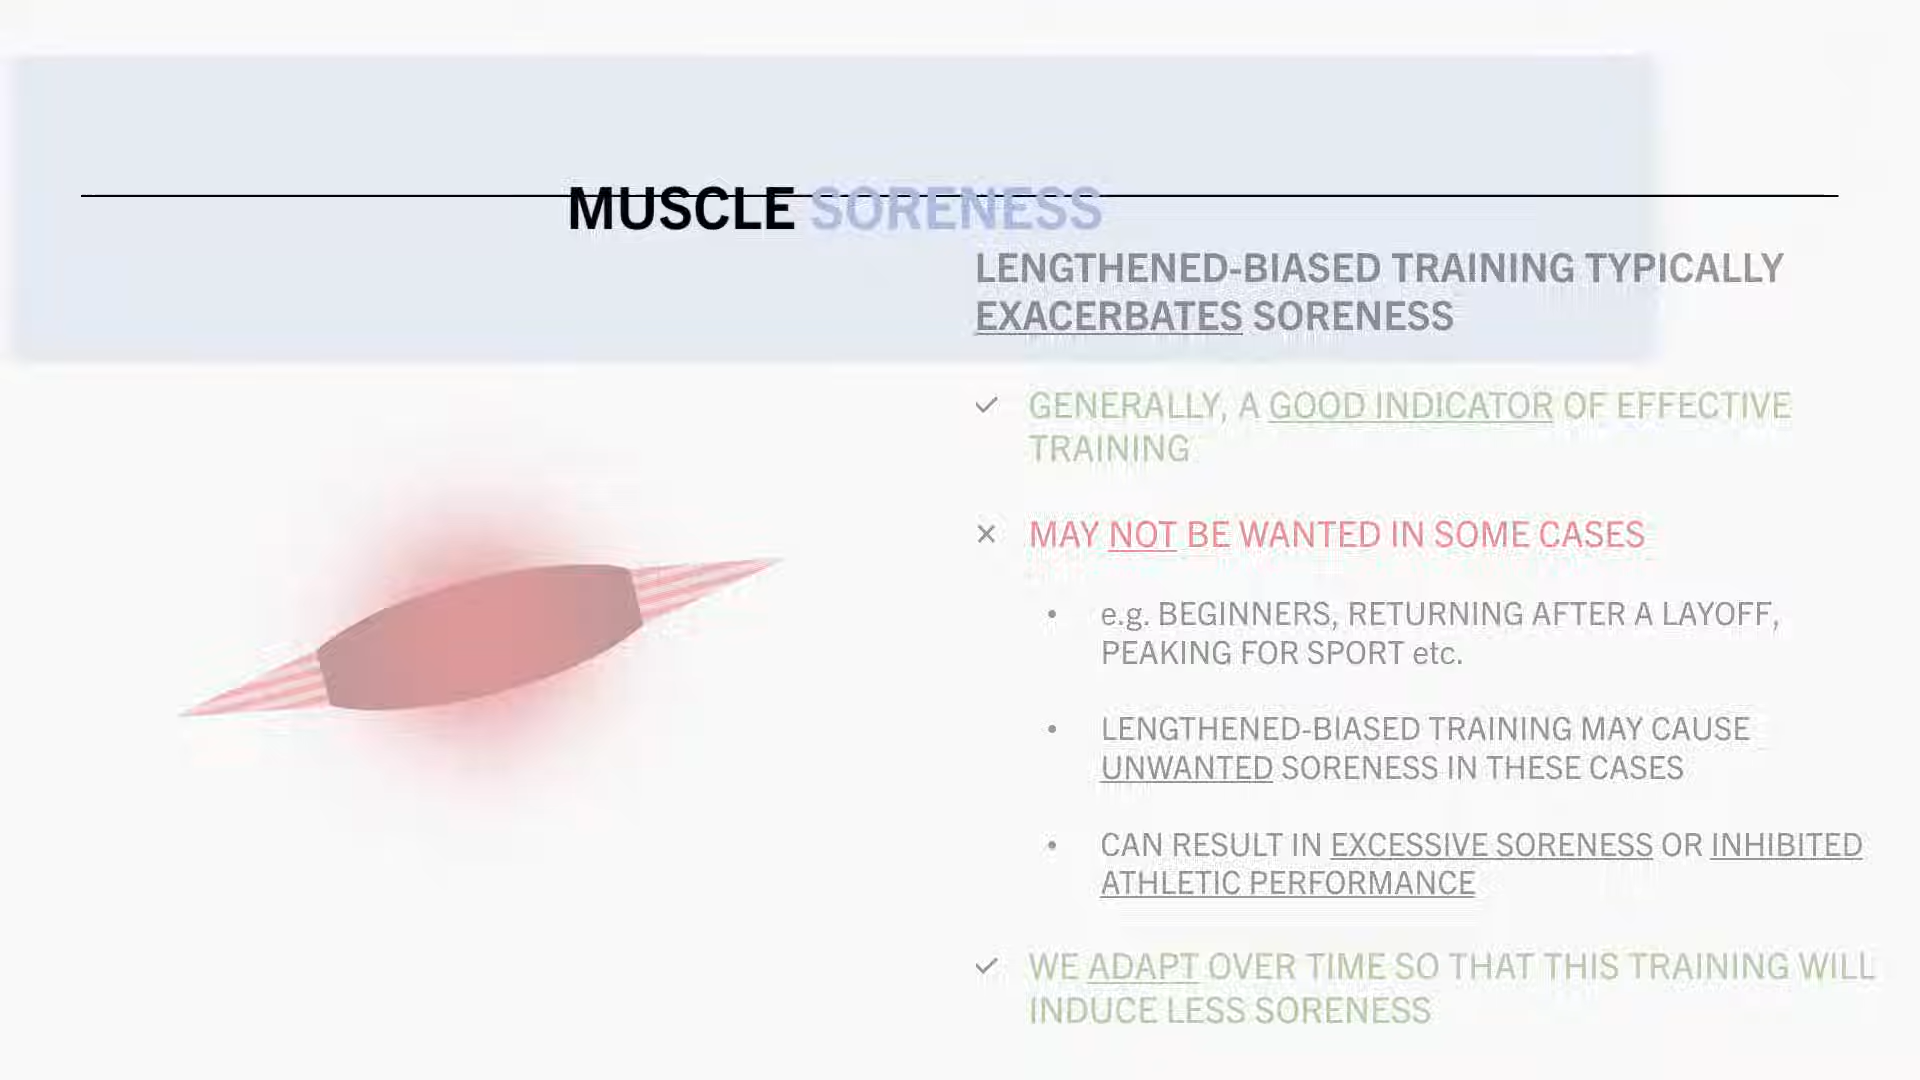 MUSCLE SORENESS
LENGTHENED-BIASED TRAINING TYPICALLY
EXACERBATES SORENESS
✓ GENERALLY, A GOOD INDICATOR OF EFFECTIVE
TRAINING
✕ MAY NOT BE WANTED IN SOME CASES
• e.g. BEGINNERS, RETURNING AFTER A LAYOFF,
PEAKING FOR SPORT etc.
• LENGTHENED-BIASED TRAINING MAY CAUSE
UNWANTED SORENESS IN THESE CASES
• CAN RESULT IN EXCESSIVE SORENESS OR INHIBITED
ATHLETIC PERFORMANCE
✓ WE ADAPT OVER TIME SO THAT THIS TRAINING WILL
INDUCE LESS SORENESS